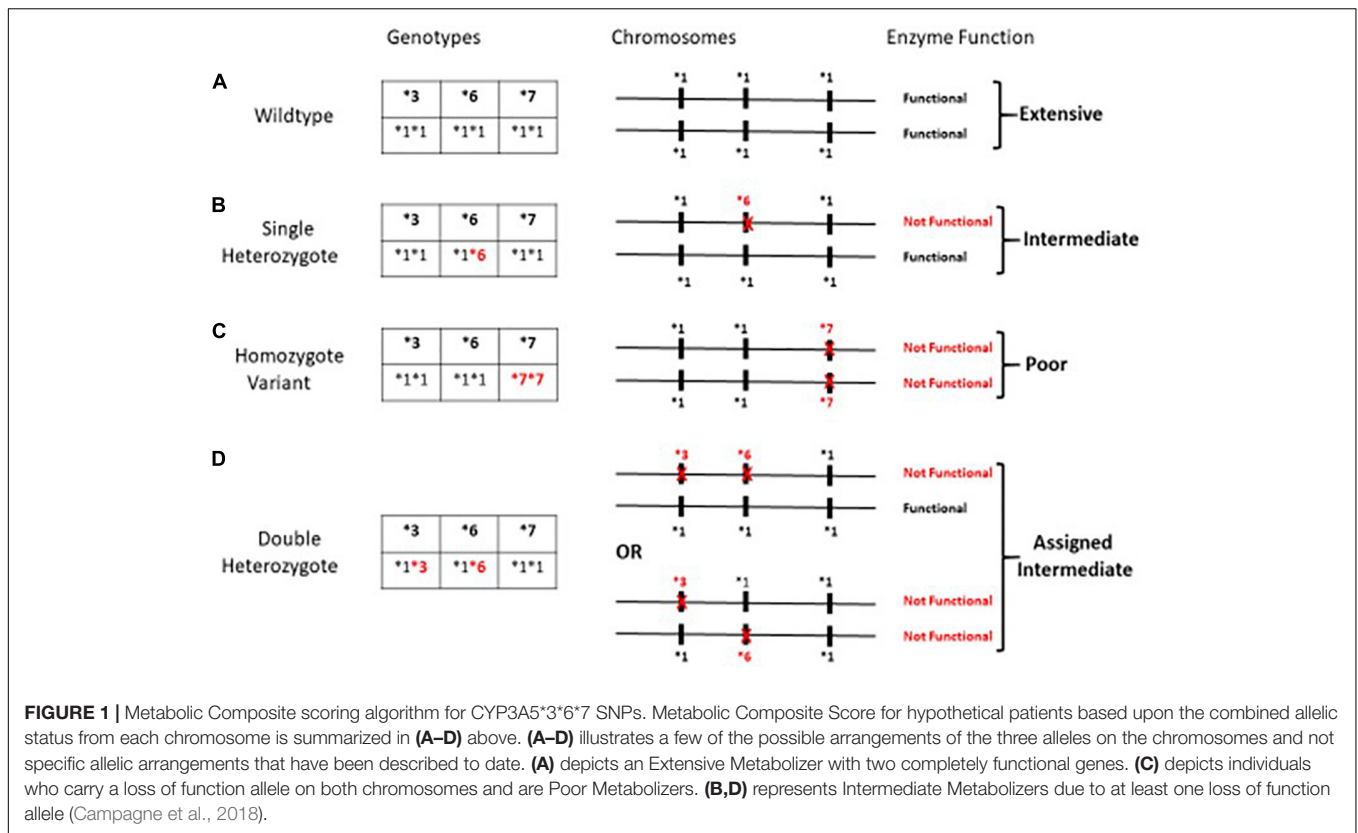 Genotypes Chromosomes Enzyme Function
A
Wildtype
*3 *6 *7
*1*1 *1*1 *1*1
*1 *1 *1
Functional
Functional
*1 *1 *1
Extensive
B
Single
Heterozygote
*3 *6 *7
*1*1 *1*6 *1*1
*1 *6 *1
Not Functional
Functional
*1 *1 *1
Intermediate
C
Homozygote
Variant
*3 *6 *7
*1*1 *1*1 *7*7
*1 *1 *7
Not Functional
Not Functional
*1 *1 *7
Poor
D
Double
Heterozygote
*3 *6 *7
*1*3 *1*6 *1*1
*3 *6 *1
Not Functional
Functional
*1 *1 *1
OR
*3 *1 *1
Not Functional
Not Functional
*1 *6 *1
Assigned
Intermediate
FIGURE 1 | Metabolic Composite scoring algorithm for CYP3A5*3*6*7 SNPs. Metabolic Composite Score for hypothetical patients based upon the combined allelic
status from each chromosome is summarized in (A–D) above. (A–D) illustrates a few of the possible arrangements of the three alleles on the chromosomes and not
specific allelic arrangements that have been described to date. (A) depicts an Extensive Metabolizer with two completely functional genes. (C) depicts individuals
who carry a loss of function allele on both chromosomes and are Poor Metabolizers. (B,D) represents Intermediate Metabolizers due to at least one loss of function
allele (Campagne et al., 2018).